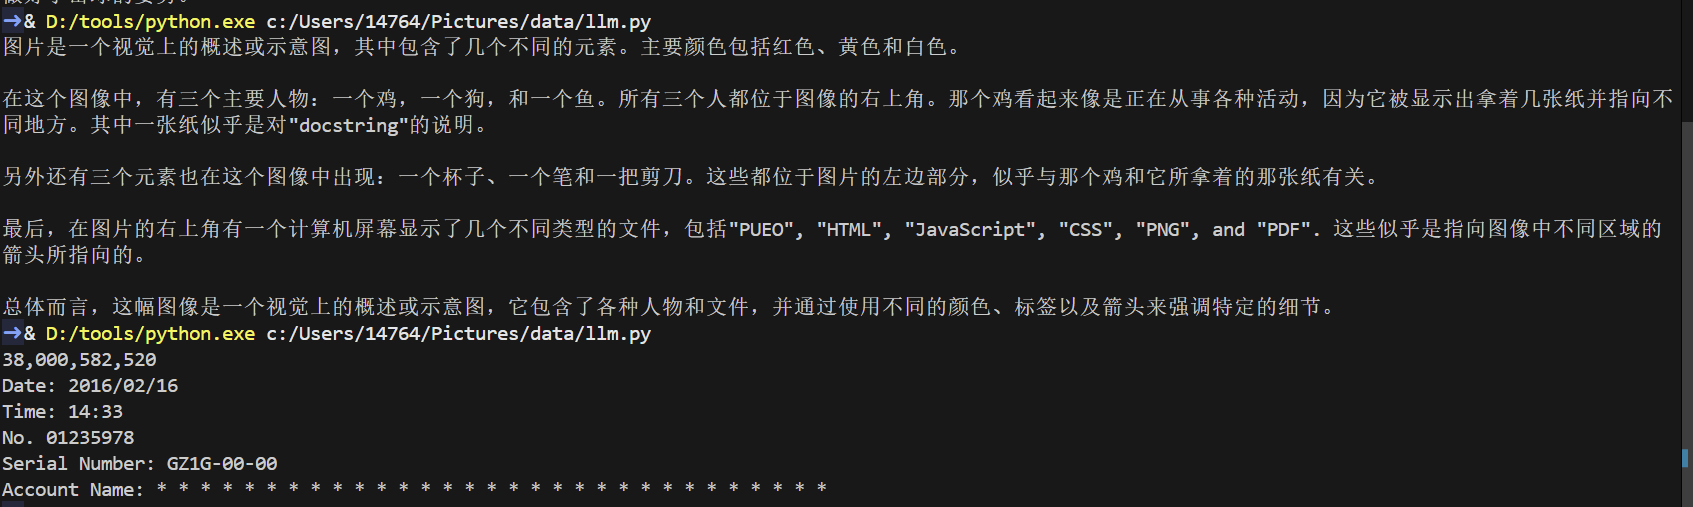 →& D:/tools/python.exe c:/Users/14764/Pictures/data/llm.py
图片是一个视觉上的概述或示意图，其中包含了几个不同的元素。主要颜色包括红色、黄色和白色。
在这个图像中，有三个主要人物：一个鸡，一个狗，和一个鱼。所有三个人都位于图像的右上角。那个鸡看起来像是正在从事各种活动，因为它被显示出拿着几张纸并指向不
同地方。其中一张纸似乎是对"docstring"的说明。
另外还有三个元素也在这个图像中出现：一个杯子、一个笔和一把剪刀。这些都位于图片的左边部分，似乎与那个鸡和它所拿着的那张纸有关。
最后，在图片的右上角有一个计算机屏幕显示了几个不同类型的文件，包括"PUEO", "HTML", "JavaScript", "CSS", "PNG", and "PDF". 这些似乎是指向图像中不同区域的
箭头所指向的。
总体而言，这幅图像是一个视觉上的概述或示意图，它包含了各种人物和文件，并通过使用不同的颜色、标签以及箭头来强调特定的细节。
→& D:/tools/python.exe c:/Users/14764/Pictures/data/llm.py
38,000,582,520
Date: 2016/02/16
Time: 14:33
No. 01235978
Serial Number: GZ1G-00-00
Account Name: * * * * * * * * * * * * * * * * * * * * * * * * * * * * * * *